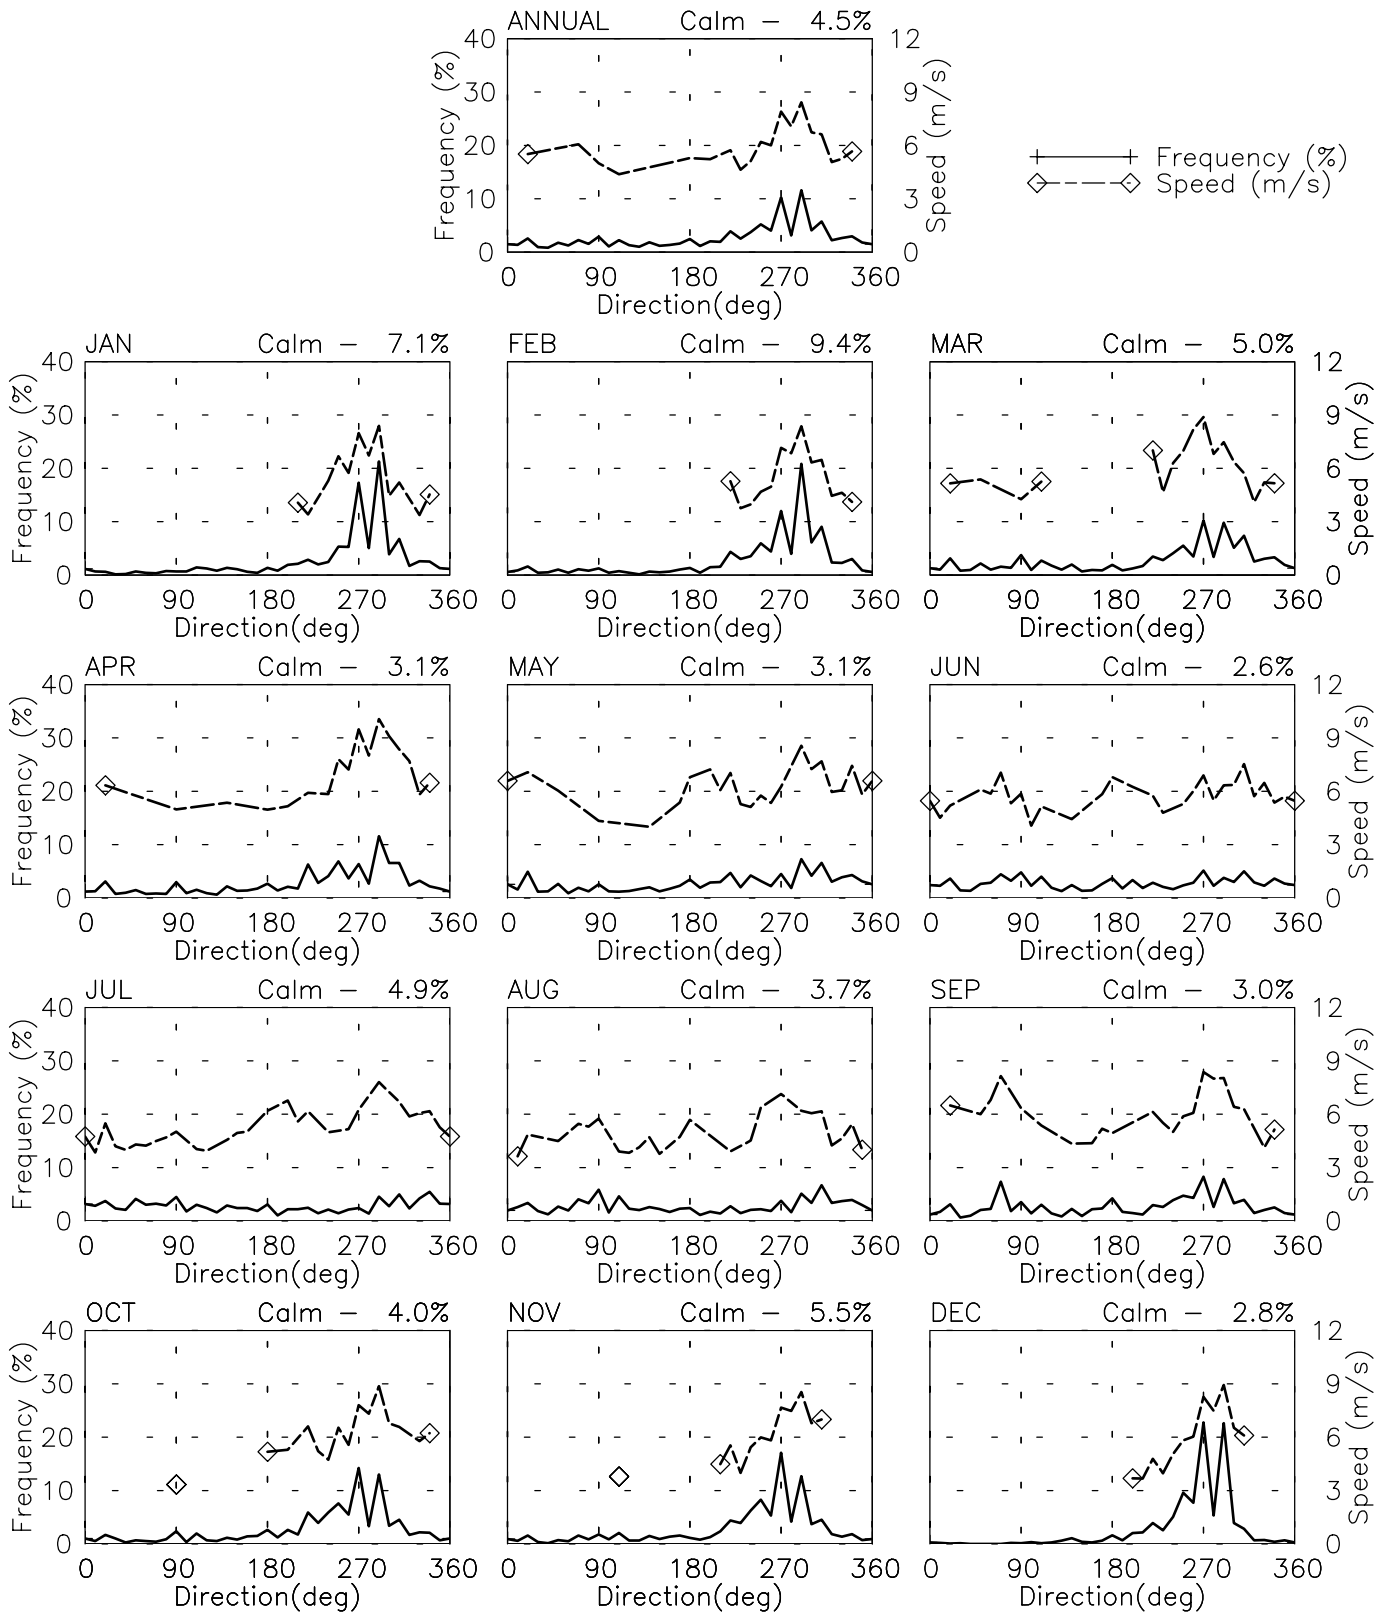 ANNUAL Calm − 4.5%
40 12
30 9
20 6
10 3
0 0
Frequency (%)
Speed (m/s)
0 90 180 270 360
Direction(deg)
Frequency (%)
Speed (m/s)
JAN Calm − 7.1% FEB Calm − 9.4% MAR Calm − 5.0%
40 12
30 9
20 6
10 3
0 0
Frequency (%)
Speed (m/s)
0 90 180 270 360 0 90 180 270 360 0 90 180 270 360
Direction(deg) Direction(deg) Direction(deg)
APR Calm − 3.1% MAY Calm − 3.1% JUN Calm − 2.6%
40 12
30 9
20 6
10 3
0 0
Frequency (%)
Speed (m/s)
0 90 180 270 360 0 90 180 270 360 0 90 180 270 360
Direction(deg) Direction(deg) Direction(deg)
JUL Calm − 4.9% AUG Calm − 3.7% SEP Calm − 3.0%
40 12
30 9
20 6
10 3
0 0
Frequency (%)
Speed (m/s)
0 90 180 270 360 0 90 180 270 360 0 90 180 270 360
Direction(deg) Direction(deg) Direction(deg)
OCT Calm − 4.0% NOV Calm − 5.5% DEC Calm − 2.8%
40 12
30 9
20 6
10 3
0 0
Frequency (%)
Speed (m/s)
0 90 180 270 360 0 90 180 270 360 0 90 180 270 360
Direction(deg) Direction(deg) Direction(deg)